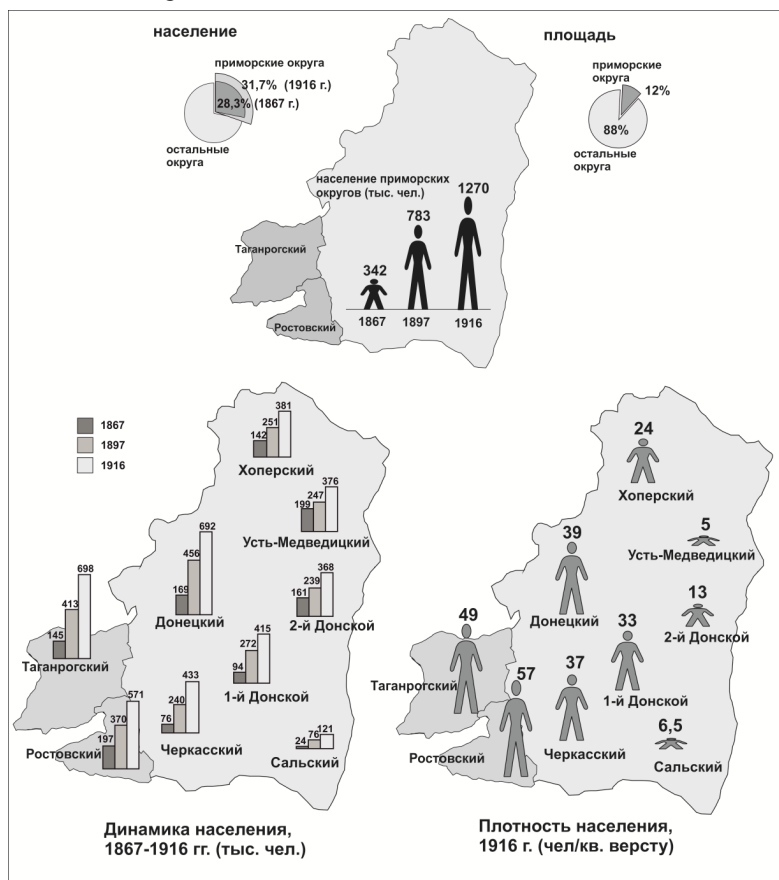 население
приморские округа
31,7% (1916 г.)
28,3% (1867 г.)
остальные
округа
площадь
приморские
округа
12%
88%
остальные
округа
население приморских
округов (тыс. чел.)
1270
783
342
1867 1897 1916
Таганрогский
Ростовский
1867
1897
1916
142 251 381
Хоперский
199 247 376
Усть-Медведицкий
169 456 692
Донецкий
161 239 368
2-й Донской
145 413 698
Таганрогский
94 272 415
1-й Донской
76 240 433
Черкасский
197 370 571
Ростовский
24 76 121
Сальский
Динамика населения,
1867-1916 гг. (тыс. чел.)
24
Хоперский
5
Усть-Медведицкий
39
Донецкий
13
2-й Донской
49
Таганрогский
33
1-й Донской
57
Ростовский
37
Черкасский
6,5
Сальский
Плотность населения,
1916 г. (чел/кв. версту)